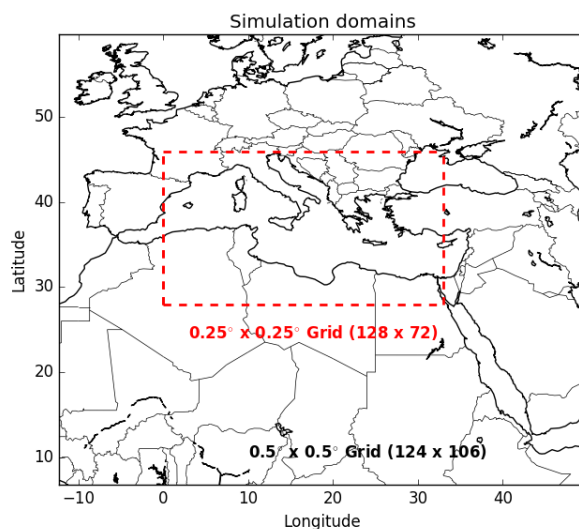 Simulation domains
Latitude
60
50
40
30
20
10
0.25° x 0.25° Grid (128 x 72)
0.5° x 0.5° Grid (124 x 106)
−10
0
10
20
30
40
Longitude